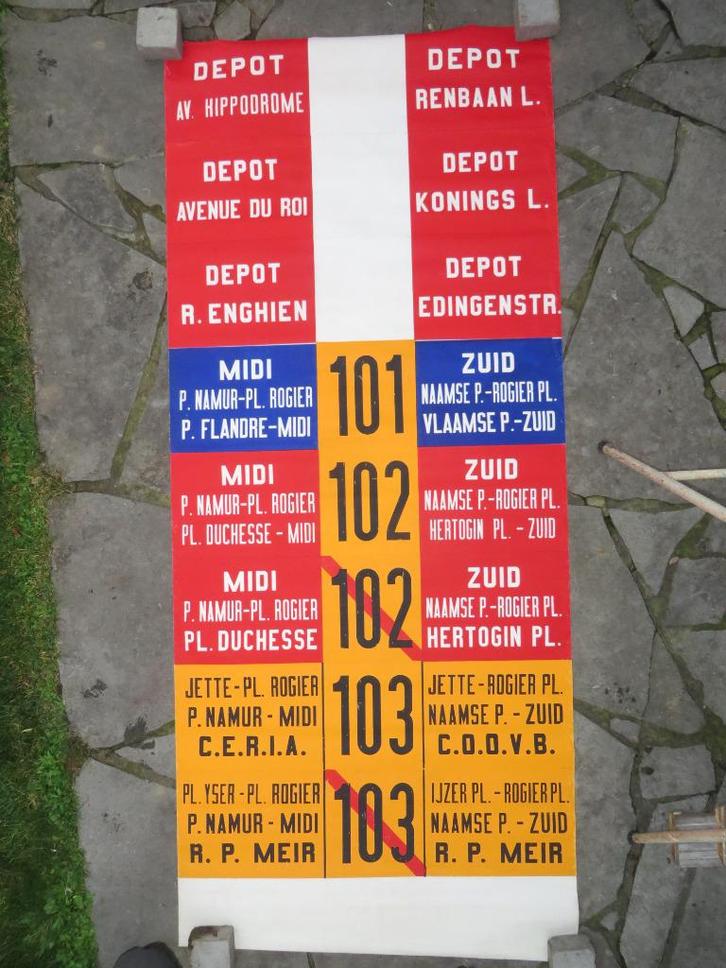 DEPOT
AV. HIPPODROME
DEPOT
RENBAAN L.
DEPOT
AVENUE DU ROI
DEPOT
KONINGS L.
DEPOT
R. ENGHIEN
DEPOT
EDINGENSTR.
MIDI
P. NAMUR-PL. ROGIER
P. FLANDRE-MIDI
101
ZUID
NAAMSE P.-ROGIER PL.
VLAAMSE P.-ZUID
MIDI
P. NAMUR-PL. ROGIER
PL. DUCHESSE - MIDI
102
ZUID
NAAMSE P.-ROGIER PL.
HERTOGIN PL. - ZUID
MIDI
P. NAMUR-PL. ROGIER
PL. DUCHESSE
102
ZUID
NAAMSE P.-ROGIER PL.
HERTOGIN PL.
JETTE-PL. ROGIER
P. NAMUR - MIDI
C.E.R.I.A.
103
JETTE-ROGIER PL.
NAAMSE P. - ZUID
C.O.O.V.B.
PL. YSER-PL. ROGIER
P. NAMUR - MIDI
R. P. MEIR
103
IJZER PL.-ROGIER PL.
NAAMSE P. - ZUID
R. P. MEIR